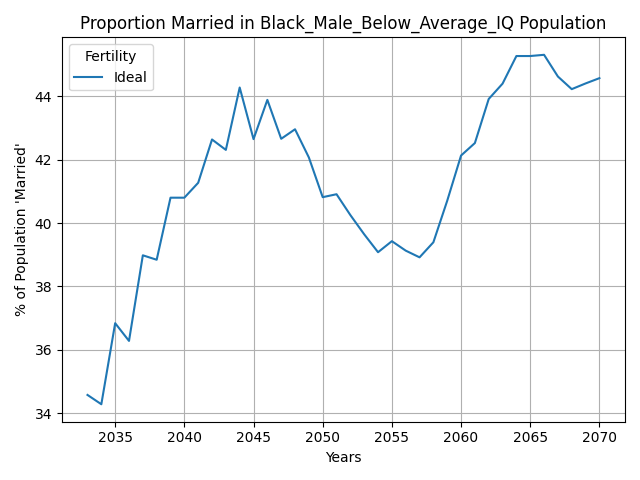 Proportion Married in Black_Male_Below_Average_IQ Population
Fertility
Ideal
% of Population 'Married'
44
42
40
38
36
34
2035 2040 2045 2050 2055 2060 2065 2070
Years